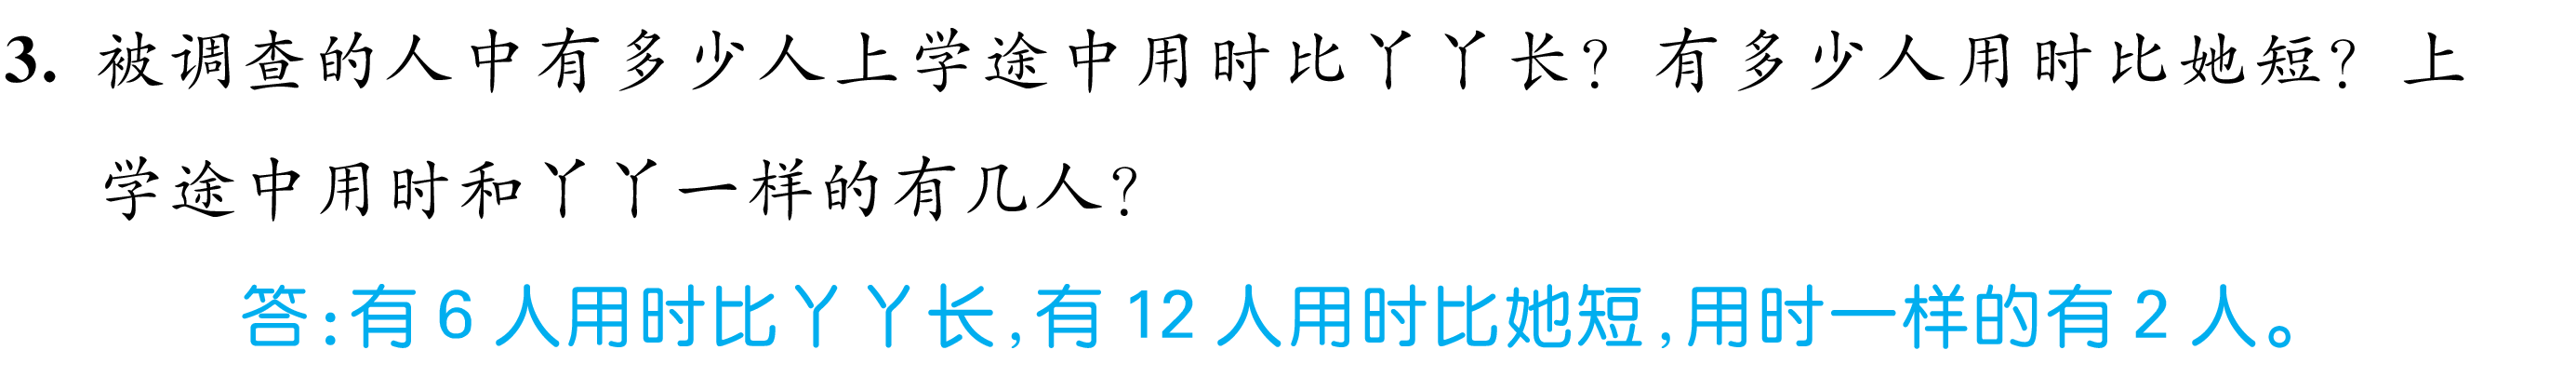 3. 被调查的人中有多少人上学途中用时比丫丫长？有多少人用时比她短？上
学途中用时和丫丫一样的有几人？
答:有6人用时比丫丫长,有12人用时比她短,用时一样的有2人。